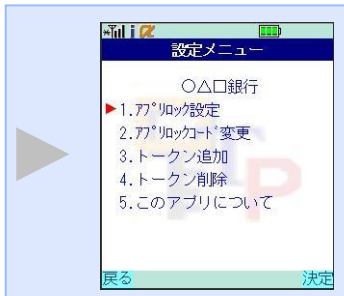 設定メニュー
○△口銀行
1.ｱﾌﾟﾘﾛｯｸ設定
2.ｱﾌﾟﾘﾛｯｸｺｰﾄﾞ変更
3.トークン追加
4.トークン削除
5.このアプリについて
戻る 決定